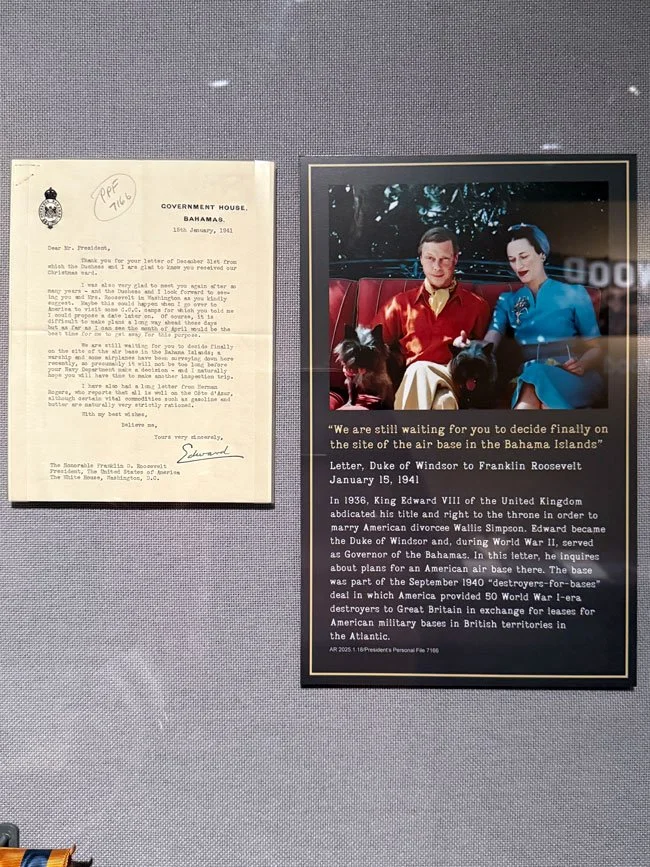 PPF
7166
GOVERNMENT HOUSE,
BAHAMAS.
15th January, 1941
Dear Mr. President,
Thank you for your letter of December 31st from
which the Duchess and I are glad to know you received our
Christmas card.
I was also very glad to meet you again after so
many years - and the Duchess and I look forward to see-
ing you and Mrs. Roosevelt in Washington as you kindly
suggest. Maybe this could happen when I go over to
America to visit some C.C.C. camps for which you told me
I could propose a date later on. Of course, it is
difficult to make plans a long way ahead these days
but as far as I can see the month of April would be the
best time for me to get away for this purpose.
We are still waiting for you to decide finally
on the site of the air base in the Bahama Islands; a
warship and some airplanes have been surveying down here
recently, so presumably it will not be too long before
your Navy Department make a decision - and I naturally
hope you will have time to make another inspection trip.
I have also had a long letter from Herman
Rogers, who reports that all is well on the Côte d'Azur,
although certain vital commodities such as gasoline and
butter are naturally very strictly rationed.
With my best wishes,
Believe me,
Yours very sincerely,
Edward
The Honorable Franklin D. Roosevelt
President, The United States of America
The White House, Washington, D.C.
“We are still waiting for you to decide finally on
the site of the air base in the Bahama Islands”
Letter, Duke of Windsor to Franklin Roosevelt
January 15, 1941
In 1936, King Edward VIII of the United Kingdom
abdicated his title and right to the throne in order to
marry American divorcee Wallis Simpson. Edward became
the Duke of Windsor and, during World War II, served
as Governor of the Bahamas. In this letter, he inquires
about plans for an American air base there. The base
was part of the September 1940 “destroyers-for-bases”
deal in which America provided 50 World War I-era
destroyers to Great Britain in exchange for leases for
American military bases in British territories in
the Atlantic.
AR 2025.1.16/President's Personal File 7166